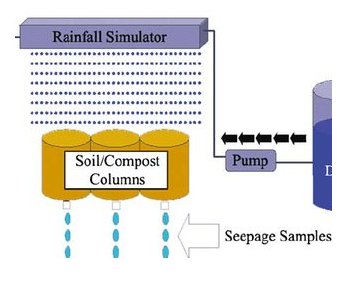 Rainfall Simulator
Soil/Compost
Columns
Pump
D
Seepage Samples